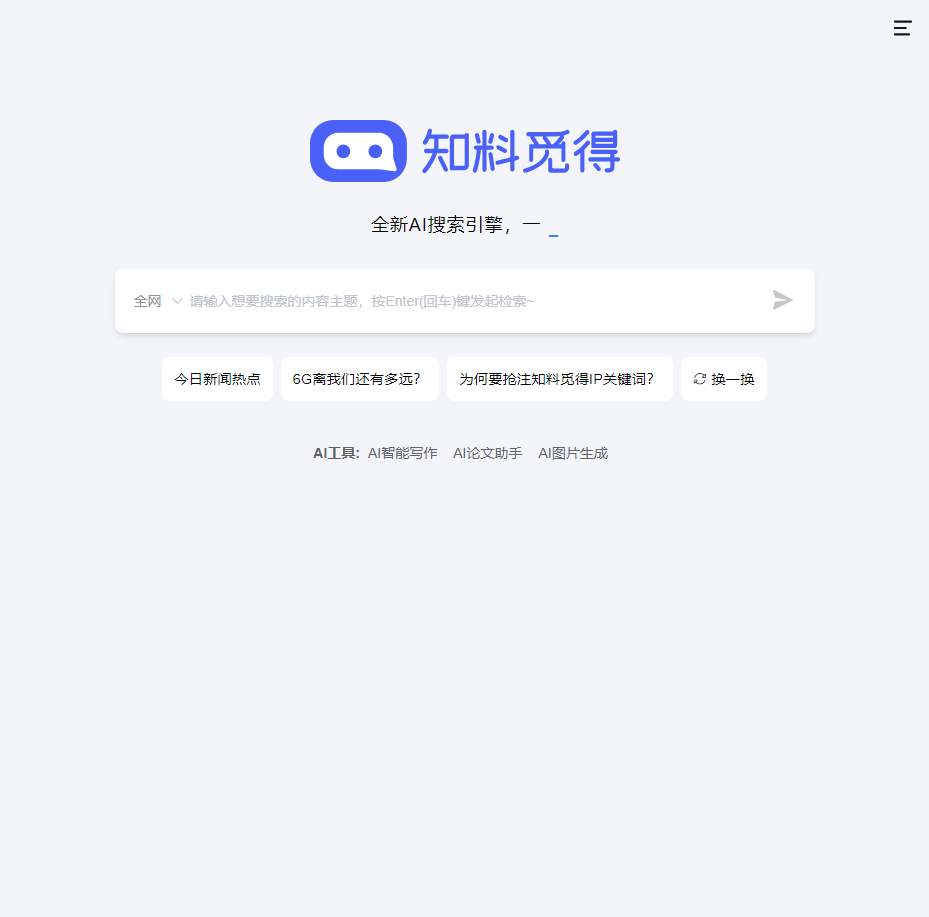 知料觅得
全新AI搜索引擎，一 _
全网 请输入想要搜索的内容主题，按Enter(回车)键发起检索~
今日新闻热点 6G离我们还有多远？ 为何要抢注知料觅得IP关键词？ 换一换
AI工具: AI智能写作 AI论文助手 AI图片生成